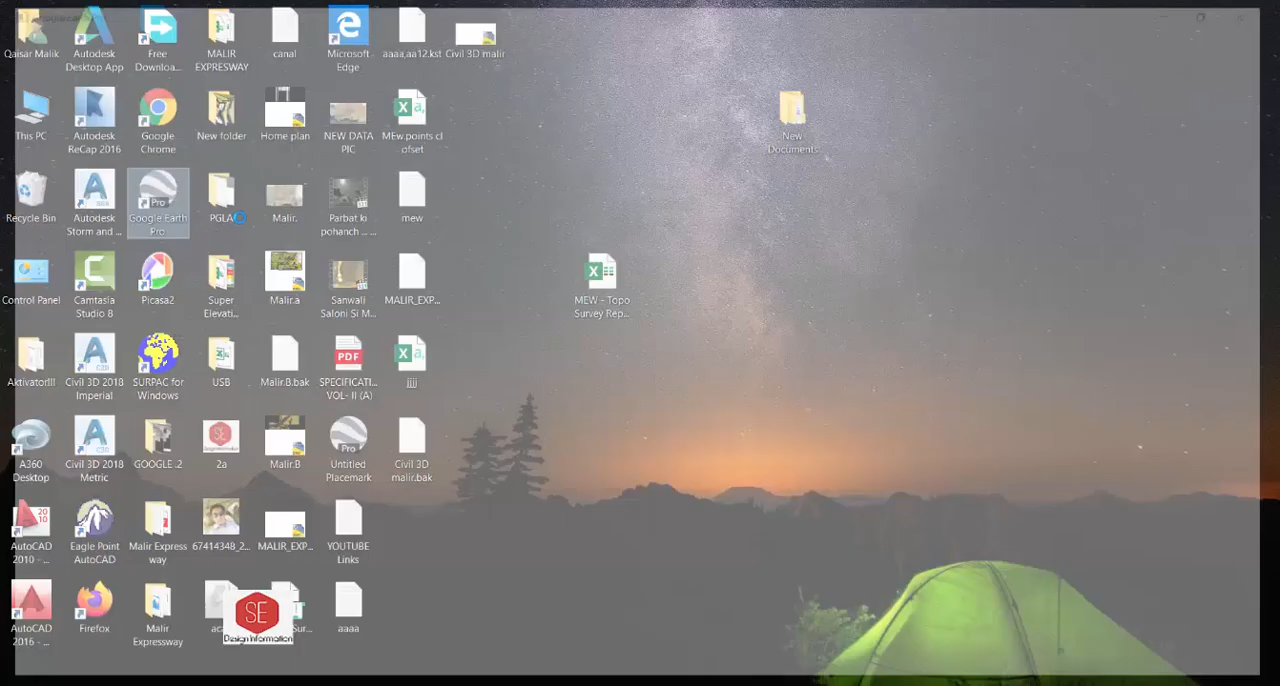 Qaisar Malik
Autodesk
Desktop App
Free
Downloa...
MALIR
EXPRESSWAY
canal
Microsoft
Edge
aaaa,aa12.kst
Civil 3D malir
This PC
Autodesk
ReCap 2016
Google
Chrome
New folder
Home plan
NEW DATA
PIC
MEw.points cl
ofset
New
Documents
Recycle Bin
Autodesk
Storm and ...
Pro
Google Earth
Pro
PGLA
Malir.
Parbat ki
pohanch ... ...
mew
Control Panel
Camtasia
Studio 8
Picasa2
Super
Elevati...
Malir.a
Sanwali
Saloni Si M...
MALIR_EXP...
MEW - Topo
Survey Rep...
Aktivator!!!
Civil 3D 2018
Imperial
SURPAC for
Windows
USB
Malir.B.bak
PDF
SPECIFICATI...
VOL- II (A)
jjjj
A360
Desktop
Civil 3D 2018
Metric
GOOGLE .2
2a
Malir.B
Pro
Untitled
Placemark
Civil 3D
malir.bak
AutoCAD
2010 - ...
Eagle Point
AutoCAD
Malir Express
way
67414348_2...
MALIR_EXP...
YOUTUBE
Links
AutoCAD
2016 - ...
Firefox
Malir
Expressway
SE
Design Information
aaaa